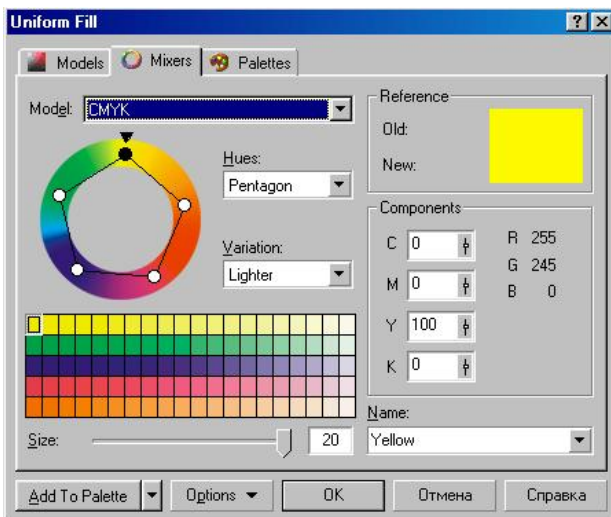 Uniform Fill
Models Mixers Palettes
Model: CMYK
Hues:
Pentagon
Variation:
Lighter
Size: 20
Reference
Old:
New:
Components
C 0 R 255
G 245
M 0 B 0
Y 100
K 0
Name:
Yellow
Add To Palette Options OK Отмена Справка